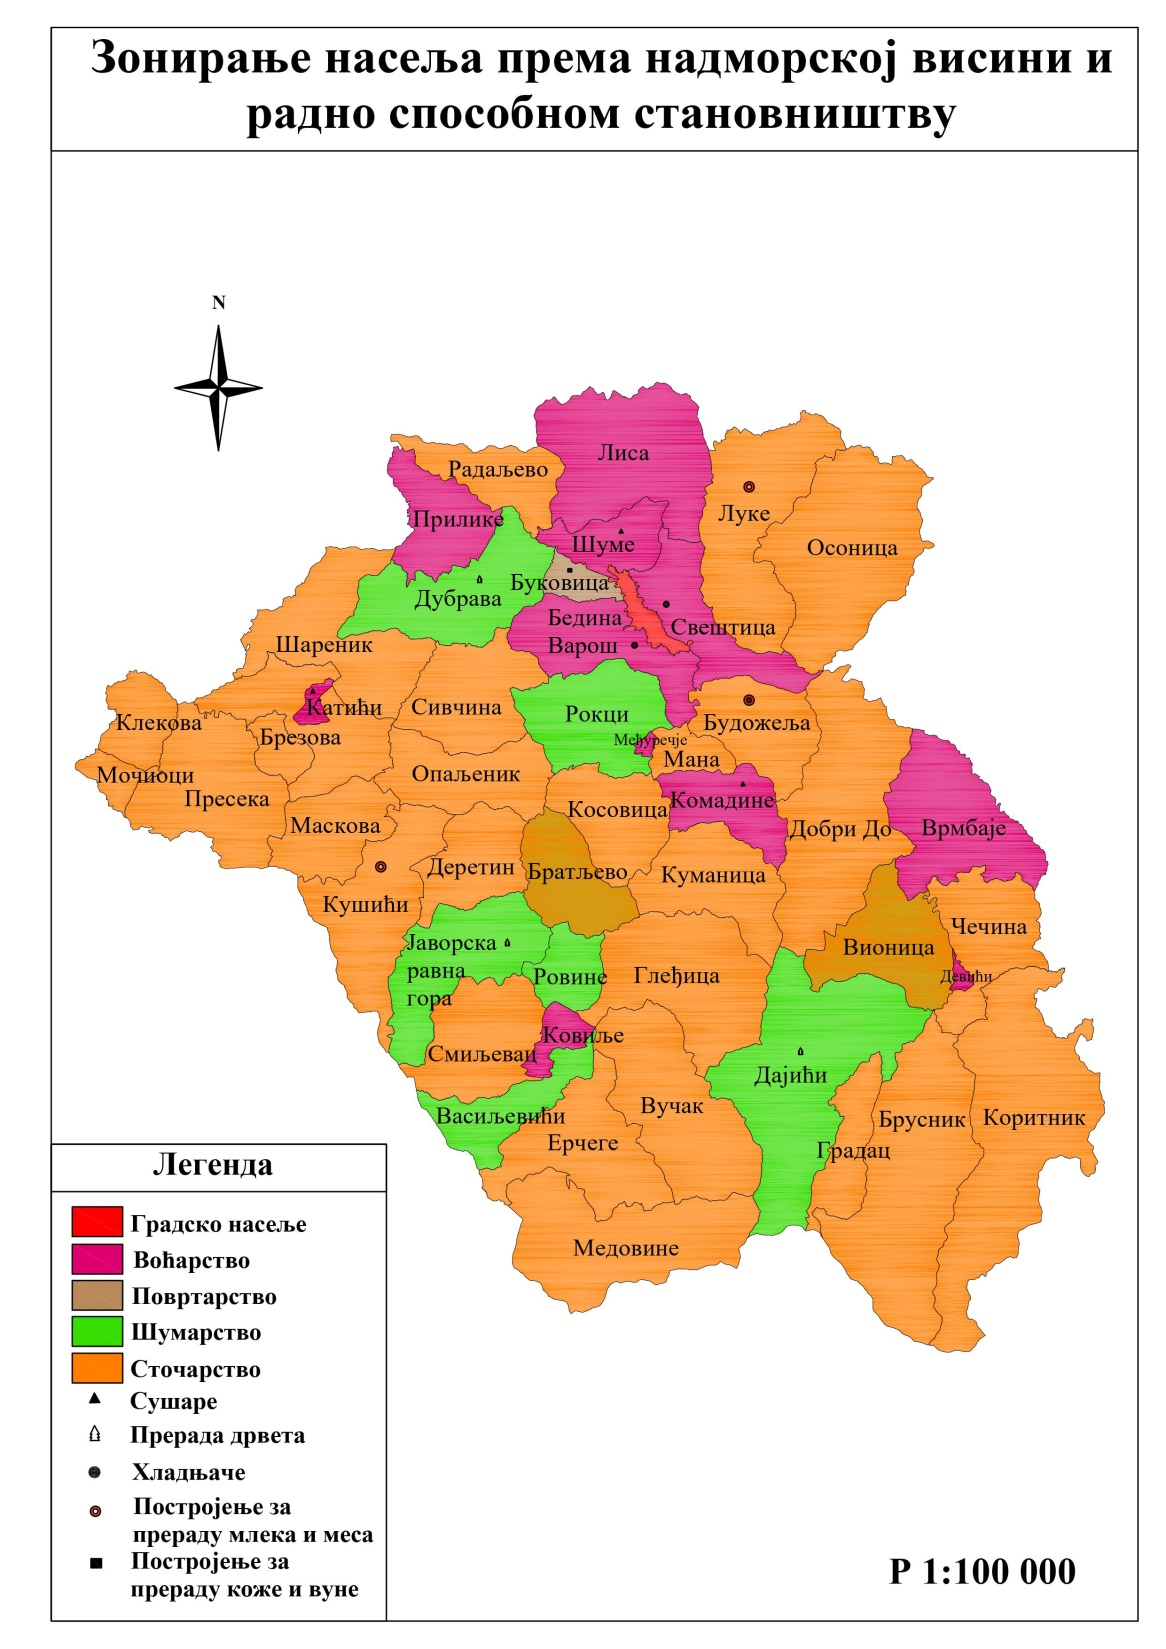 Зонирање насеља према надморској висини и
радно способном становништву
N
Лиса
Радаљево
Луке
Прилике
Шуме
Осоница
Буковица
Дубрава
Бедина
Варош
Свештица
Шареник
Катићи
Сивчина
Рокци
Клекова
Будожеља
Брезова
Међуречје
Мана
Мочиоци
Опаљеник
Пресека
Косовица
Комадине
Маскова
Добри До
Врмбаје
Деретин
Братљево
Куманица
Кушићи
Чечина
Јаворска
равна
гора
Вионица
Ровине
Глеђица
Девићи
Ковиље
Смиљевац
Дајићи
Вучак
Васиљевићи
Брусник
Коритник
Ерчеге
Градац
Медовине
Легенда
Градско насеље
Воћарство
Повртарство
Шумарство
Сточарство
Сушаре
Прерада дрвета
Хладњаче
Постројење за
прераду млека и меса
Постројење за
прераду коже и вуне
Р 1:100 000